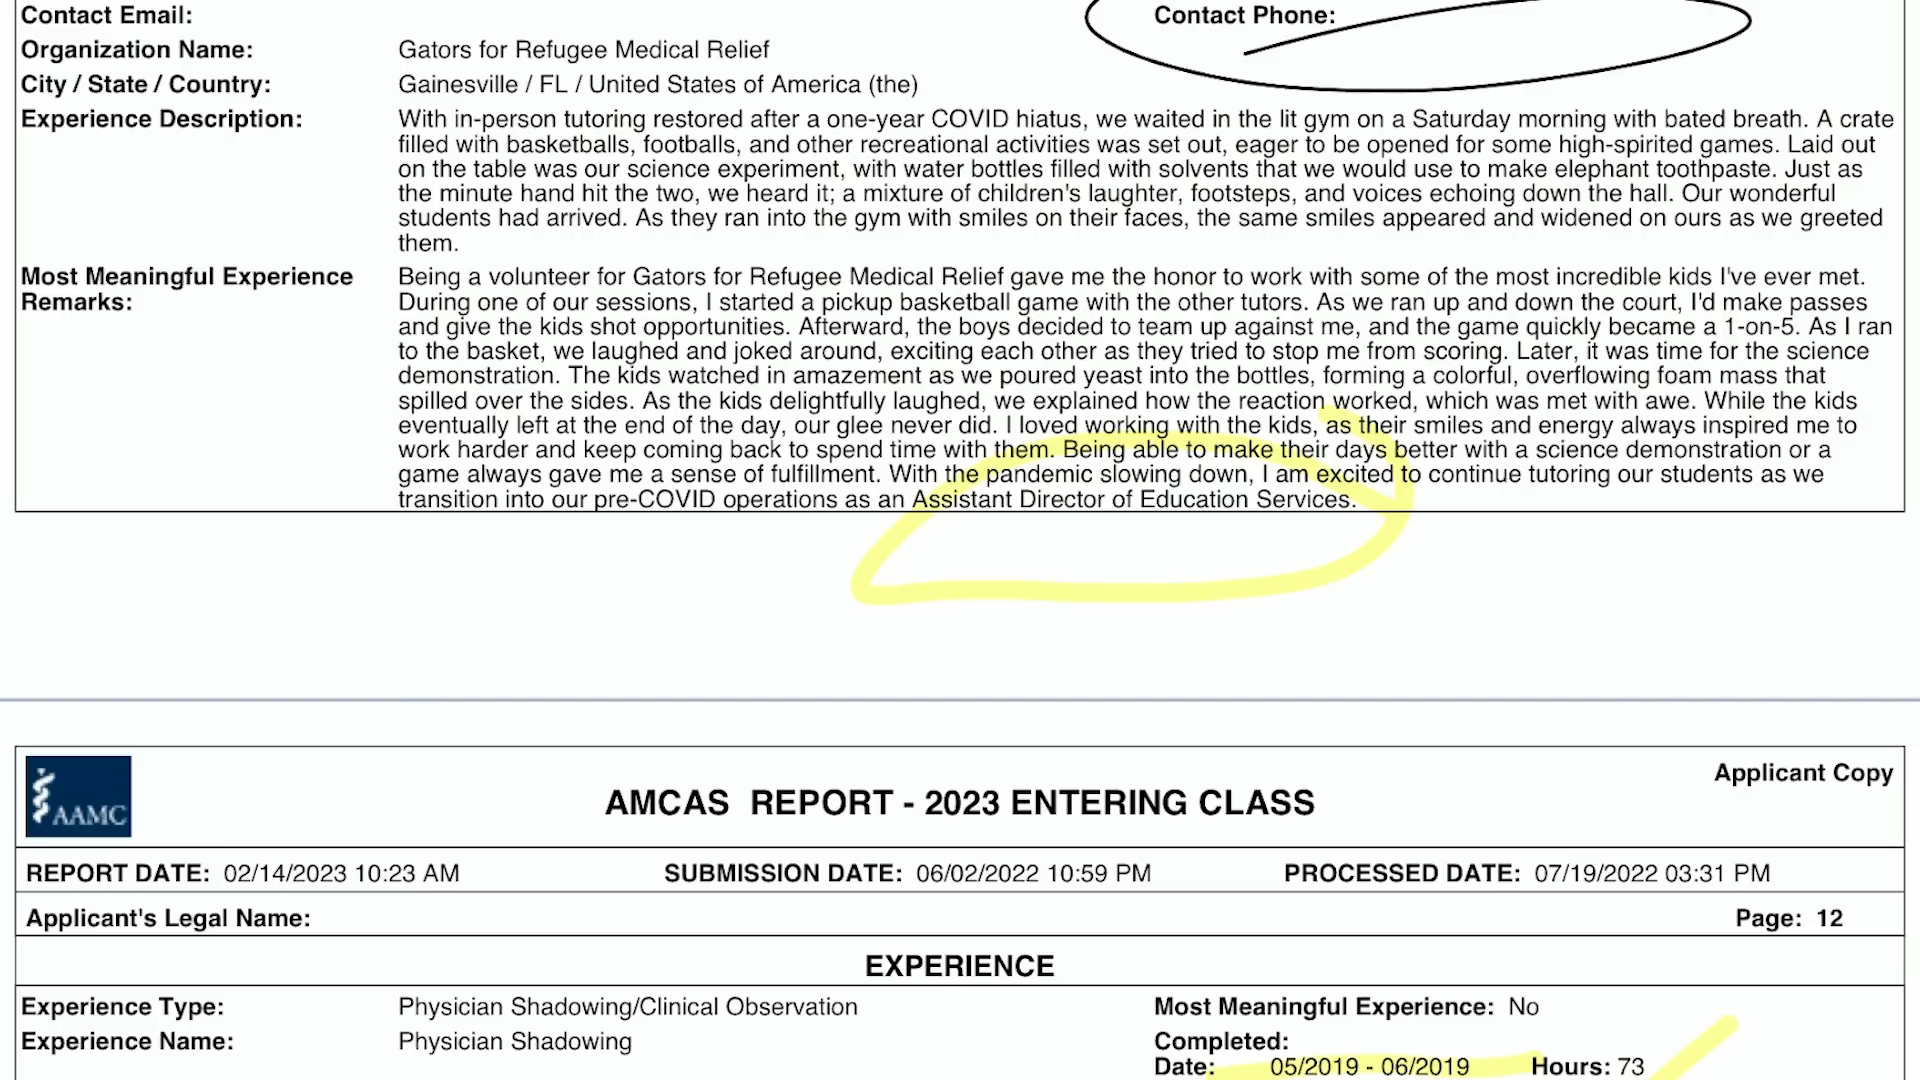 Contact Email: Contact Phone:
Organization Name: Gators for Refugee Medical Relief
City / State / Country: Gainesville / FL / United States of America (the)
Experience Description: With in-person tutoring restored after a one-year COVID hiatus, we waited in the lit gym on a Saturday morning with bated breath. A crate
filled with basketballs, footballs, and other recreational activities was set out, eager to be opened for some high-spirited games. Laid out
on the table was our science experiment, with water bottles filled with solvents that we would use to make elephant toothpaste. Just as
the minute hand hit the two, we heard it; a mixture of children's laughter, footsteps, and voices echoing down the hall. Our wonderful
students had arrived. As they ran into the gym with smiles on their faces, the same smiles appeared and widened on ours as we greeted
them.
Most Meaningful Experience Being a volunteer for Gators for Refugee Medical Relief gave me the honor to work with some of the most incredible kids I've ever met.
Remarks: During one of our sessions, I started a pickup basketball game with the other tutors. As we ran up and down the court, I'd make passes
and give the kids shot opportunities. Afterward, the boys decided to team up against me, and the game quickly became a 1-on-5. As I ran
to the basket, we laughed and joked around, exciting each other as they tried to stop me from scoring. Later, it was time for the science
demonstration. The kids watched in amazement as we poured yeast into the bottles, forming a colorful, overflowing foam mass that
spilled over the sides. As the kids delightfully laughed, we explained how the reaction worked, which was met with awe. While the kids
eventually left at the end of the day, our glee never did. I loved working with the kids, as their smiles and energy always inspired me to
work harder and keep coming back to spend time with them. Being able to make their days better with a science demonstration or a
game always gave me a sense of fulfillment. With the pandemic slowing down, I am excited to continue tutoring our students as we
transition into our pre-COVID operations as an Assistant Director of Education Services.
AAMC
Applicant Copy
AMCAS REPORT - 2023 ENTERING CLASS
REPORT DATE: 02/14/2023 10:23 AM SUBMISSION DATE: 06/02/2022 10:59 PM PROCESSED DATE: 07/19/2022 03:31 PM
Applicant's Legal Name: Page: 12
EXPERIENCE
Experience Type: Physician Shadowing/Clinical Observation Most Meaningful Experience: No
Experience Name: Physician Shadowing Completed:
Date: 05/2019 - 06/2019 Hours: 73